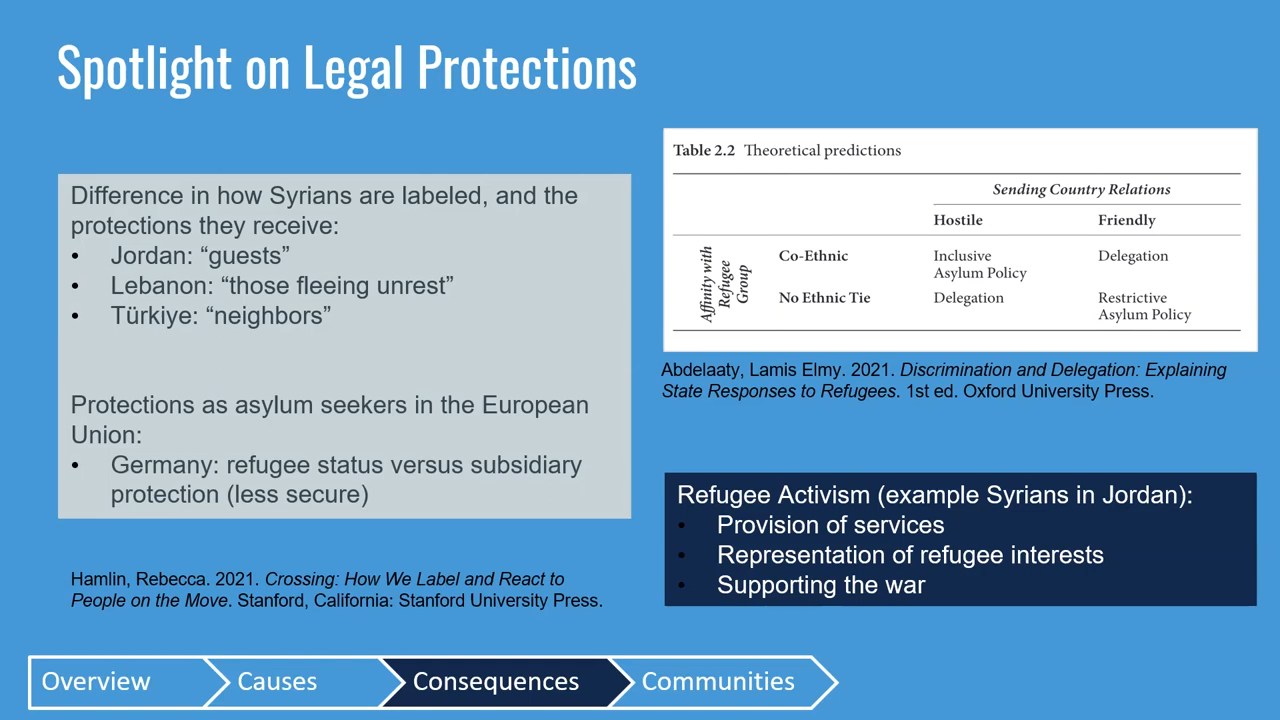 Spotlight on Legal Protections
Difference in how Syrians are labeled, and the
protections they receive:
• Jordan: “guests”
• Lebanon: “those fleeing unrest”
• Türkiye: “neighbors”
Protections as asylum seekers in the European
Union:
• Germany: refugee status versus subsidiary
protection (less secure)
Hamlin, Rebecca. 2021. Crossing: How We Label and React to
People on the Move. Stanford, California: Stanford University Press.
Table 2.2 Theoretical predictions
Sending Country Relations
Hostile Friendly
Affinity with
Refugee
Group
Co-Ethnic Inclusive Delegation
Asylum Policy
No Ethnic Tie Delegation Restrictive
Asylum Policy
Abdelaaty, Lamis Elmy. 2021. Discrimination and Delegation: Explaining
State Responses to Refugees. 1st ed. Oxford University Press.
Refugee Activism (example Syrians in Jordan):
• Provision of services
• Representation of refugee interests
• Supporting the war
Overview Causes Consequences Communities